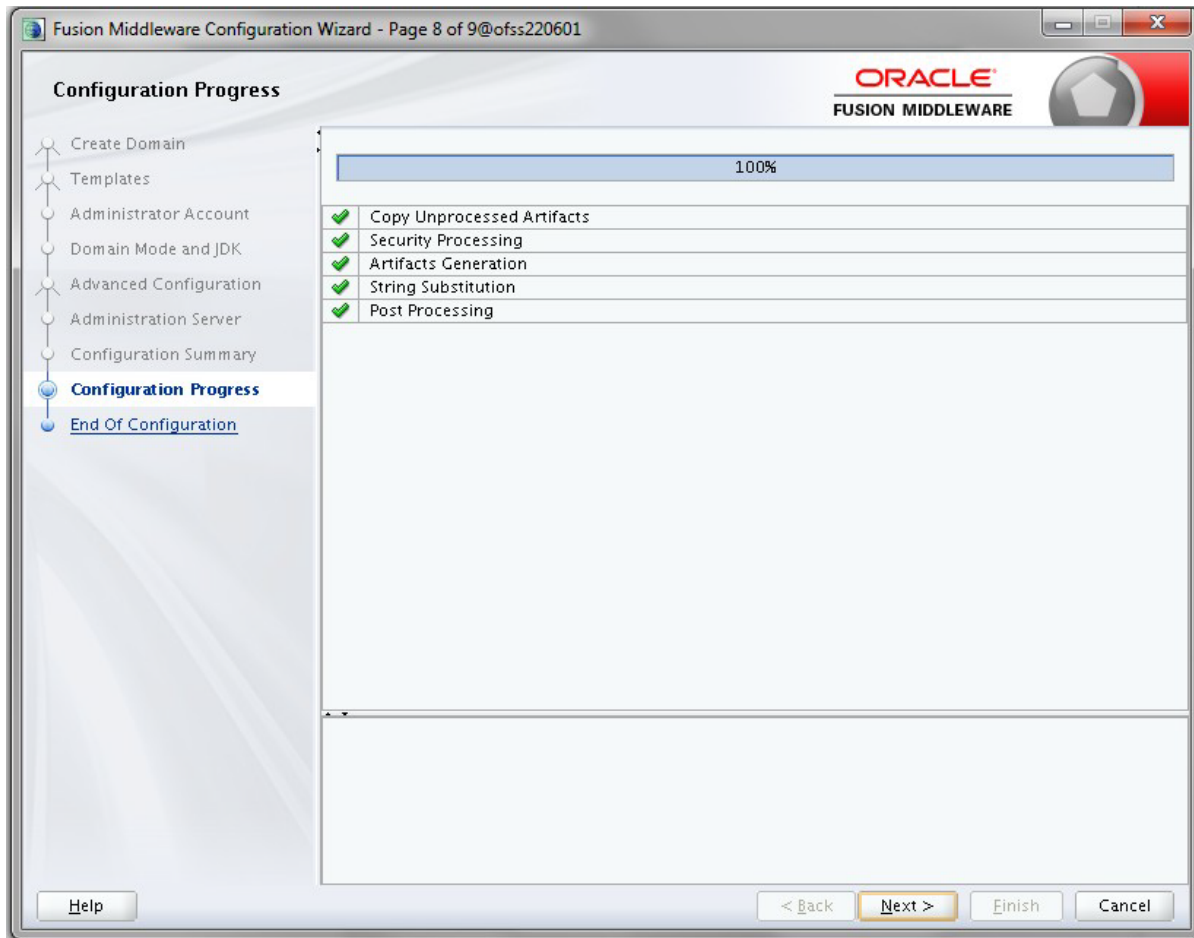 Fusion Middleware Configuration Wizard - Page 8 of 9@ofss220601
Configuration Progress
ORACLE
FUSION MIDDLEWARE
Create Domain
Templates
Administrator Account
Domain Mode and JDK
Advanced Configuration
Administration Server
Configuration Summary
Configuration Progress
End Of Configuration
100%
Copy Unprocessed Artifacts
Security Processing
Artifacts Generation
String Substitution
Post Processing
Help
< Back
Next >
Finish
Cancel